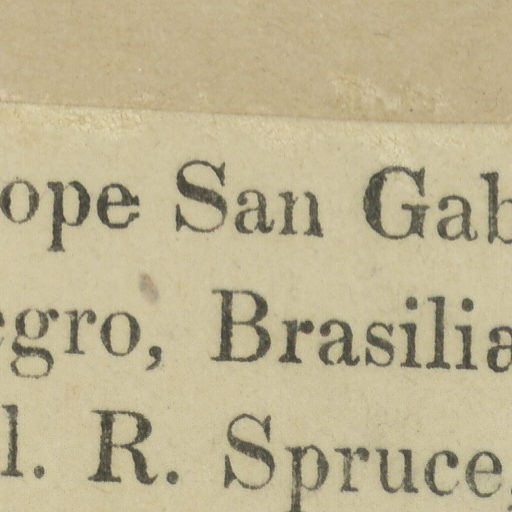 ope San Gab
egro, Brasilia
l. R. Spruce,